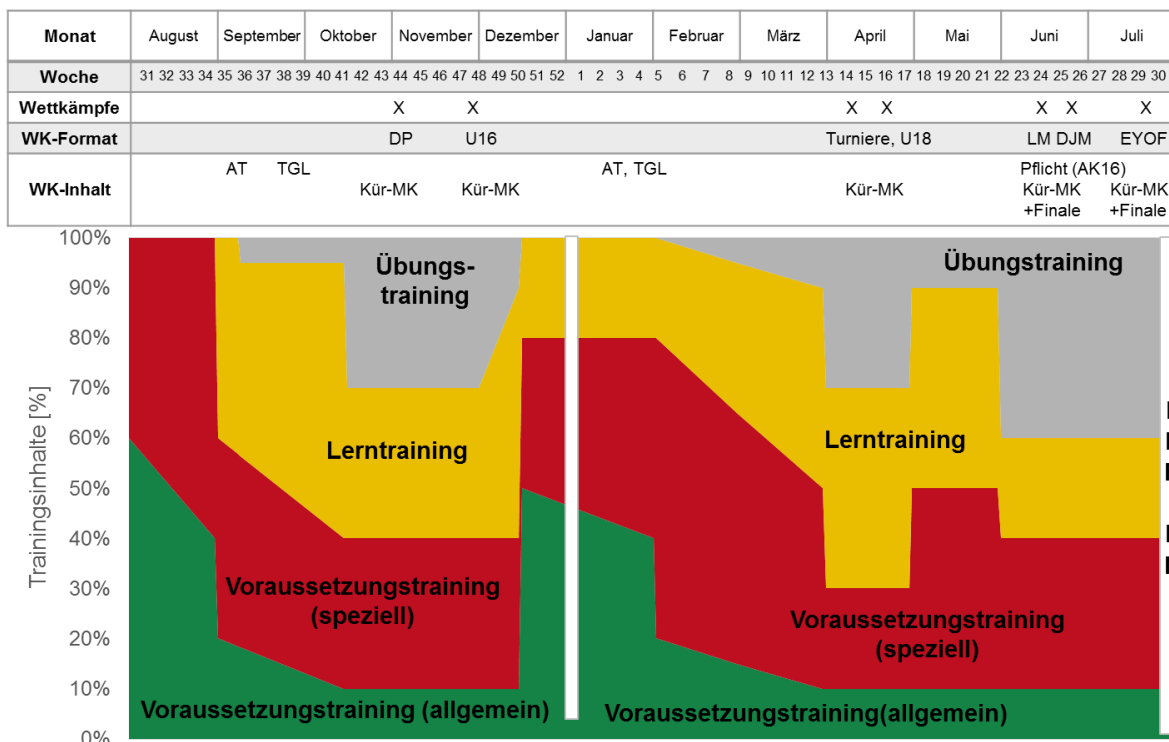 Monat August September Oktober November Dezember Januar Februar März April Mai Juni Juli
Woche 31 32 33 34 35 36 37 38 39 40 41 42 43 44 45 46 47 48 49 50 51 52 1 2 3 4 5 6 7 8 9 10 11 12 13 14 15 16 17 18 19 20 21 22 23 24 25 26 27 28 29 30
Wettkämpfe X X X X X X X
WK-Format DP U16 Turniere, U18 LM DJM EYOF
AT TGL AT, TGL Pflicht (AK16)
WK-Inhalt Kür-MK Kür-MK Kür-MK Kür-MK Kür-MK
+Finale +Finale
100%
90%
80%
70%
60%
50%
40%
30%
20%
10%
0%
Trainingsinhalte [%]
Übungs-
training
Übungstraining
Lerntraining
Lerntraining
Voraussetzungstraining
(speziell)
Voraussetzungstraining
(speziell)
Voraussetzungstraining (allgemein)
Voraussetzungstraining(allgemein)